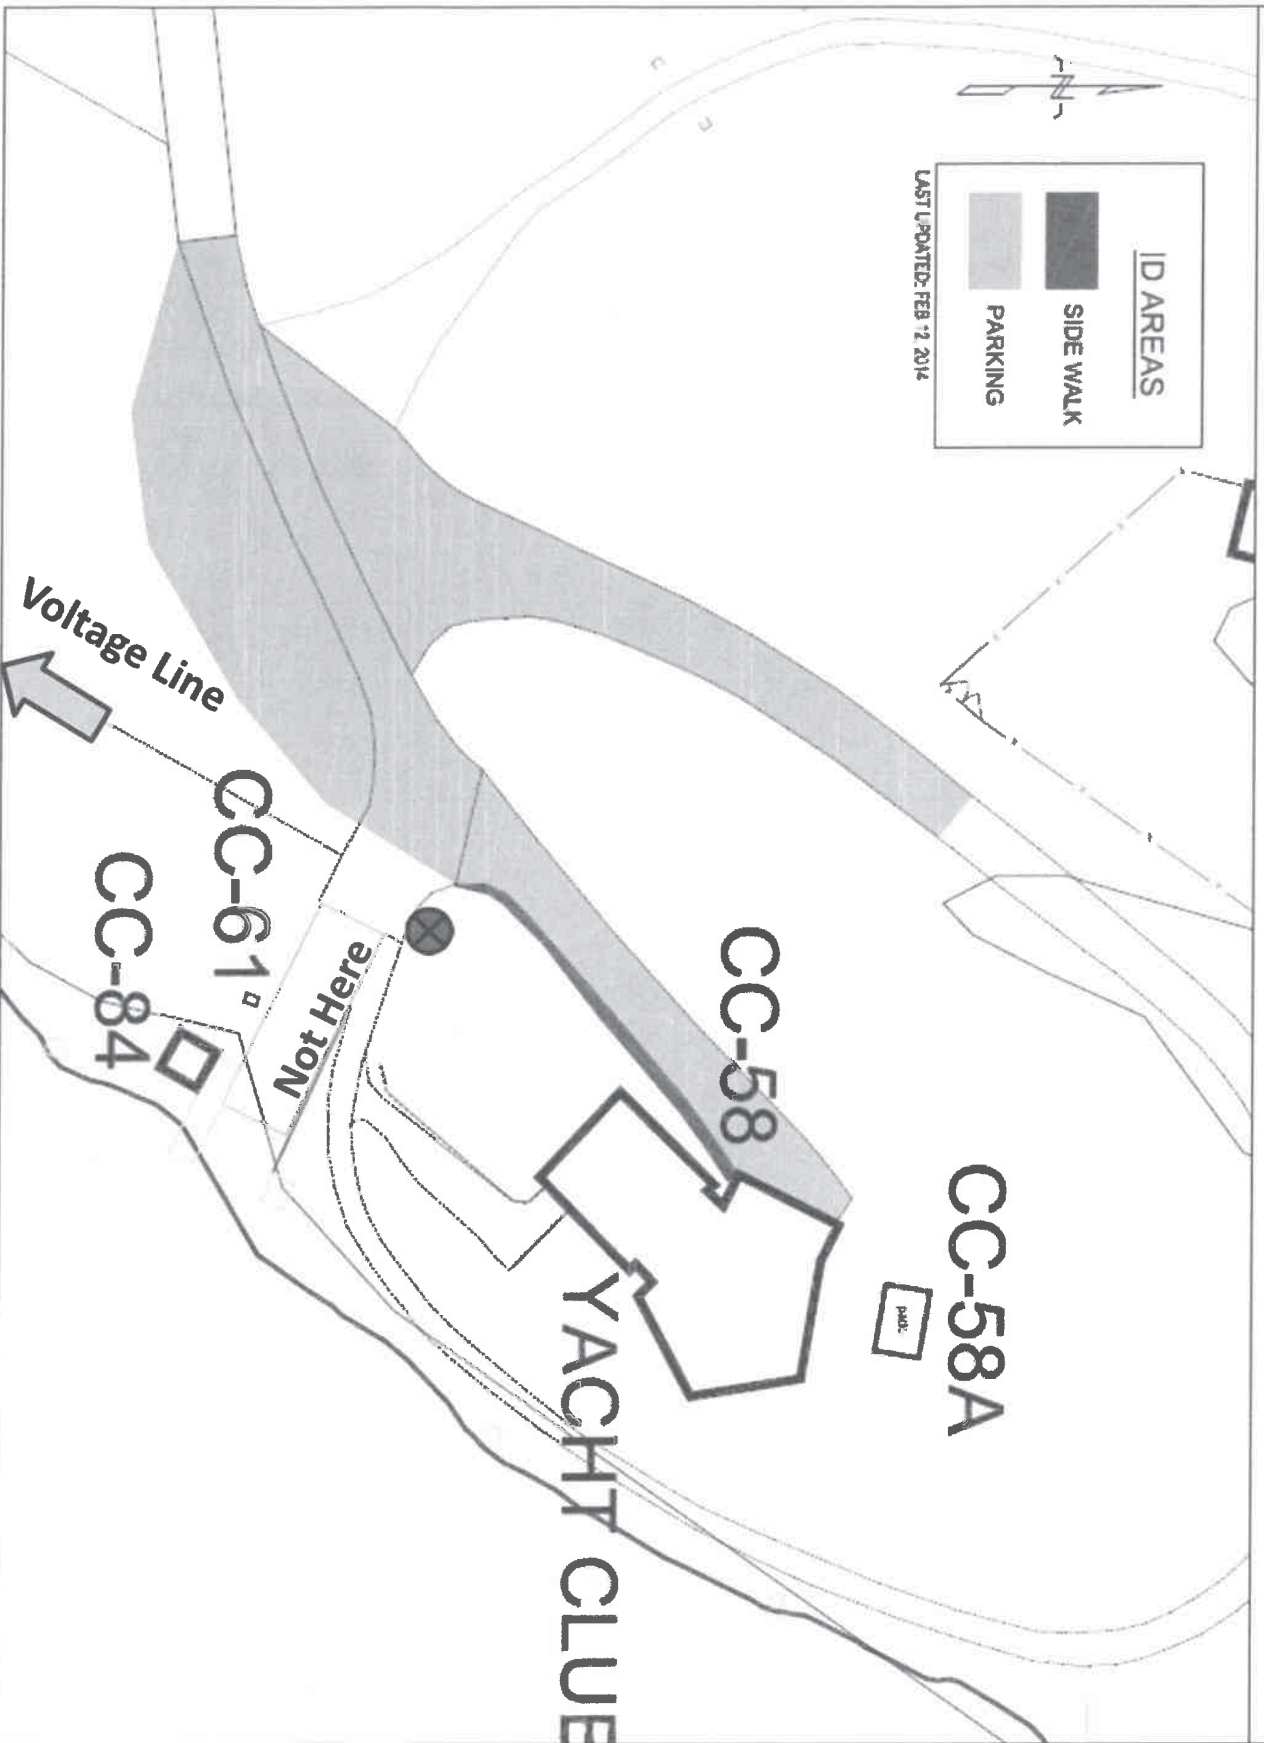 ID AREAS
SIDE WALK
PARKING
LAST UPDATED: FEB 12 2014
N
CC-58A
CC-58
YACHT CLUB
Not Here
CC-61
CC-84
Voltage Line